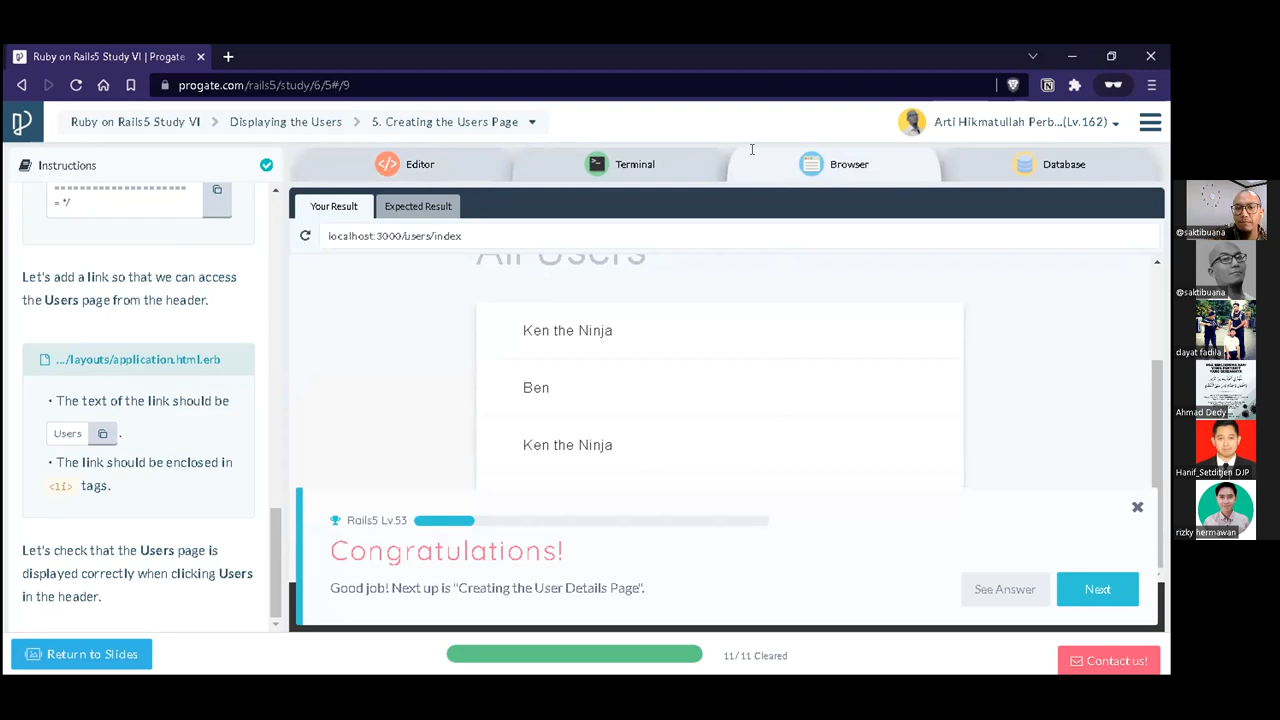 Ruby on Rails5 Study VI | Progate
progate.com/rails5/study/6/5#/9
Ruby on Rails5 Study VI
Displaying the Users
5. Creating the Users Page
Arti Hikmatullah Perb...(Lv.162)
Instructions
Editor
Terminal
Browser
Database
=====================
= */
Your Result
Expected Result
localhost:3000/users/index
All Users
Let's add a link so that we can access
the Users page from the header.
.../layouts/application.html.erb
• The text of the link should be
Users .
• The link should be enclosed in
<li> tags.
Let's check that the Users page is
displayed correctly when clicking Users
in the header.
Ken the Ninja
Ben
Ken the Ninja
Rails5 Lv.53
Congratulations!
Good job! Next up is "Creating the User Details Page".
See Answer
Next
Return to Slides
11/11 Cleared
Contact us!
@saktibuana
@saktibuana
dayat fadila
Ahmad Dedy
Hanif_Setditjen DJP
rizky hermawan